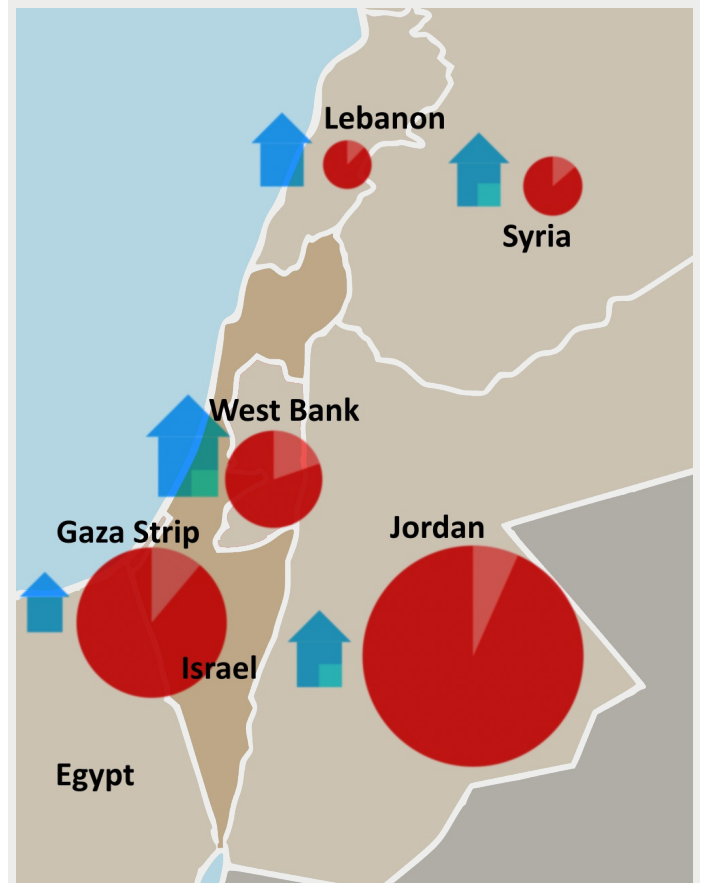 Lebanon
Syria
West Bank
Gaza Strip
Jordan
Israel
Egypt